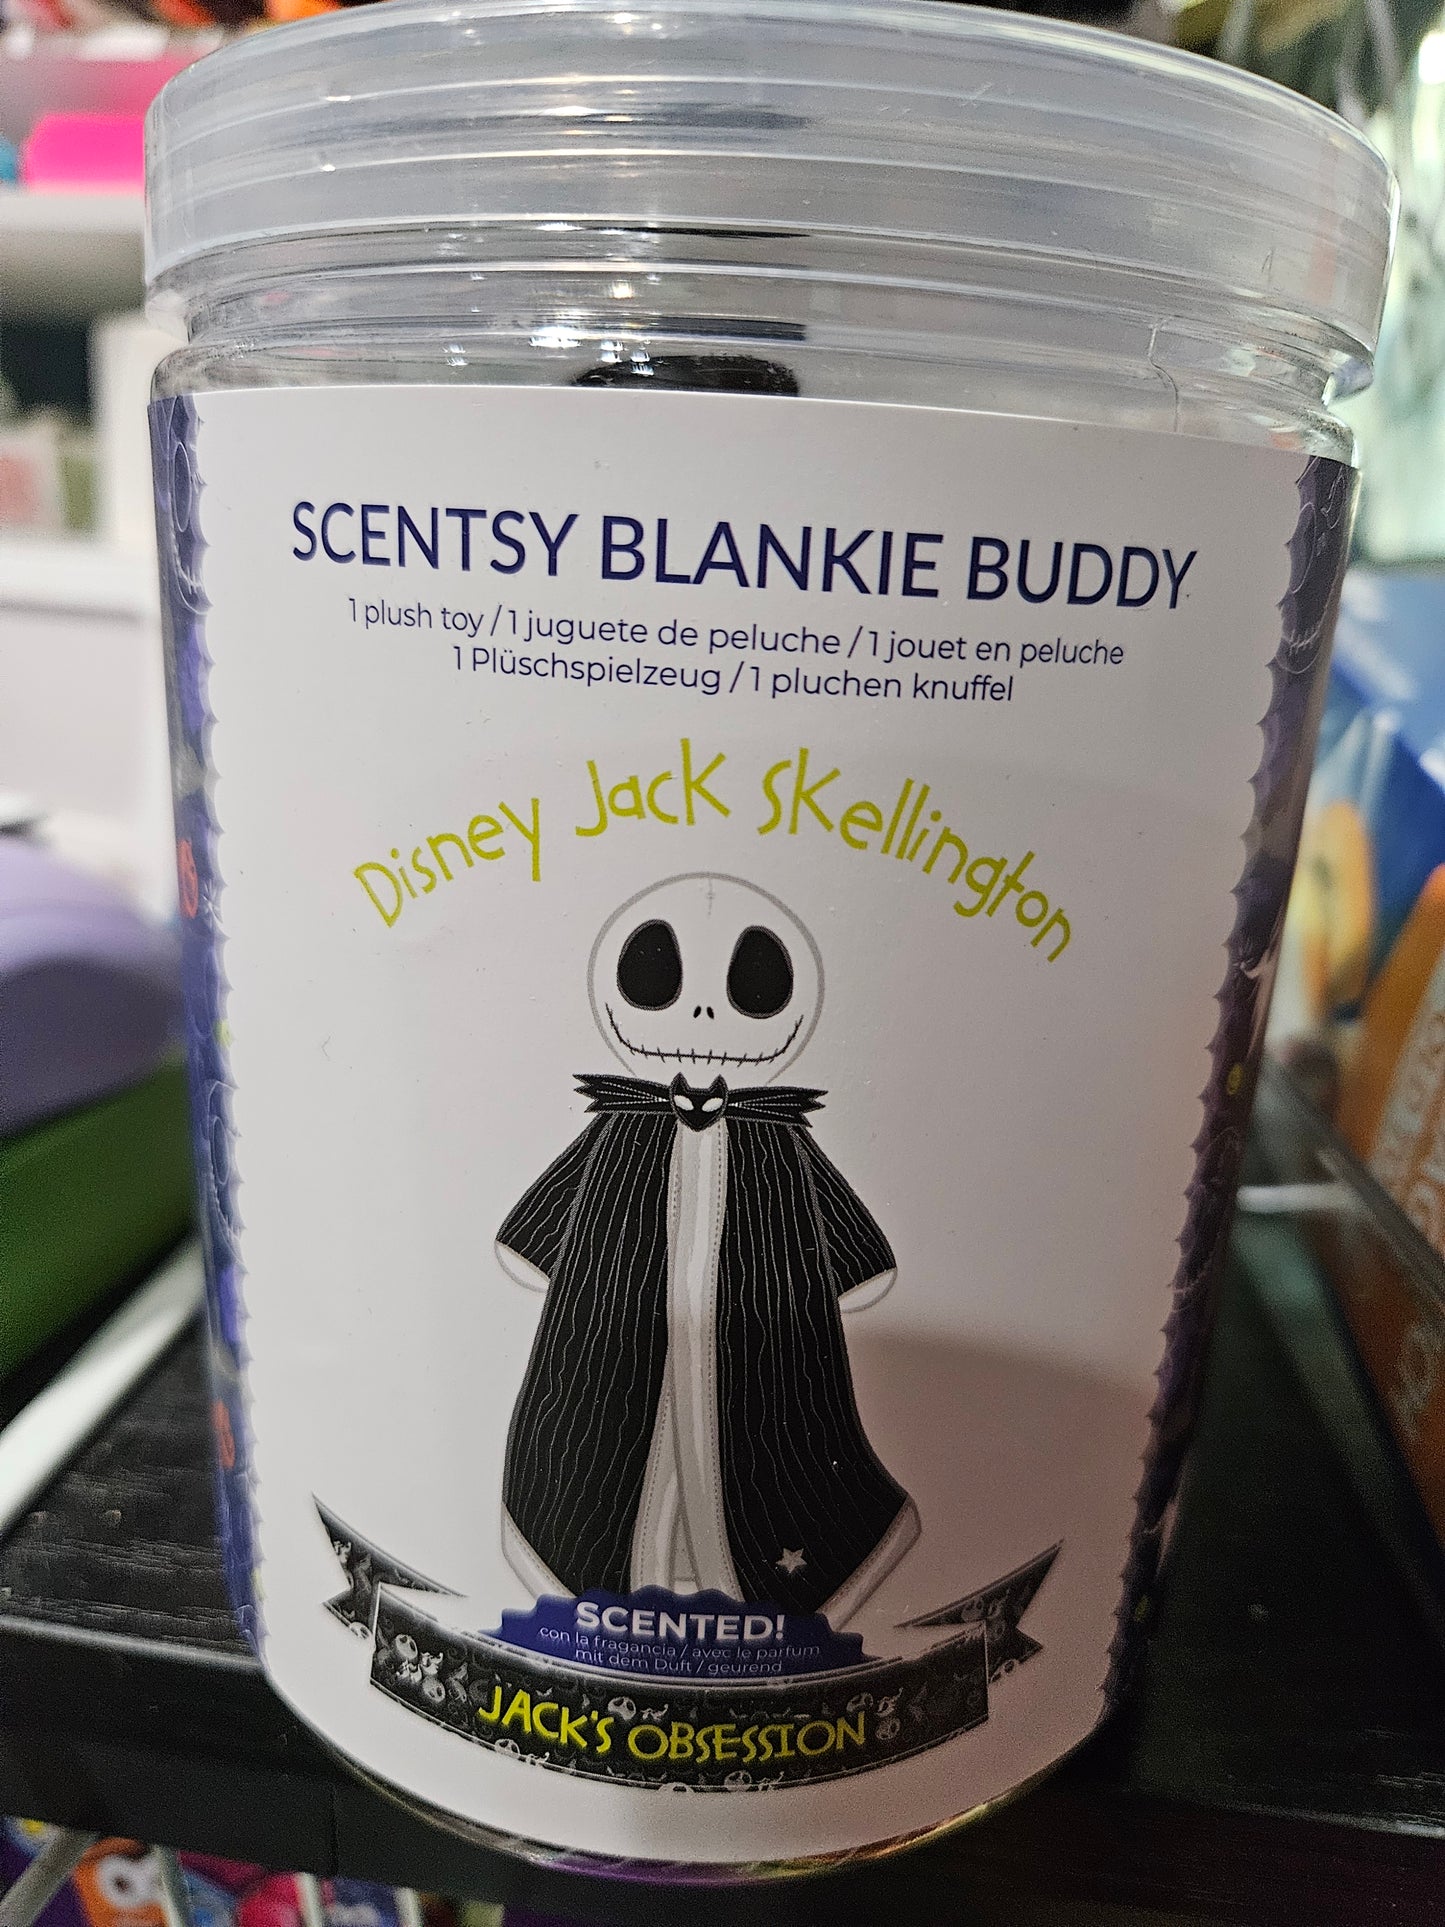 SCENTSY BLANKIE BUDDY
1 plush toy / 1 juguete de peluche / 1 jouet en peluche
1 Plüschspielzeug / 1 pluchen knuffel
Disney Jack Skellington
SCENTED!
con la fragancia / avec le parfum
mit dem Duft / geurend
JACK'S OBSESSION